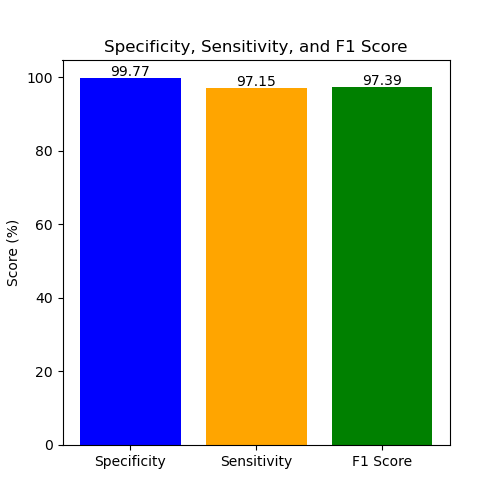 Specificity, Sensitivity, and F1 Score
99.77
97.15
97.39
100
80
60
40
20
0
Score (%)
Specificity
Sensitivity
F1 Score